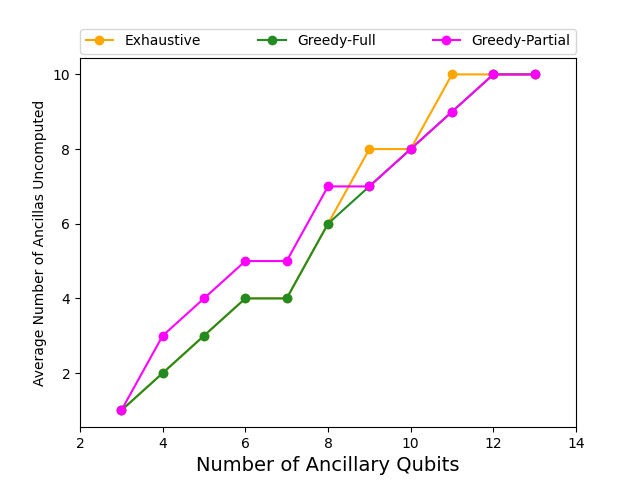 Exhaustive Greedy-Full Greedy-Partial
10
8
6
4
2
Average Number of Ancillas Uncomputed
2 4 6 8 10 12 14
Number of Ancillary Qubits